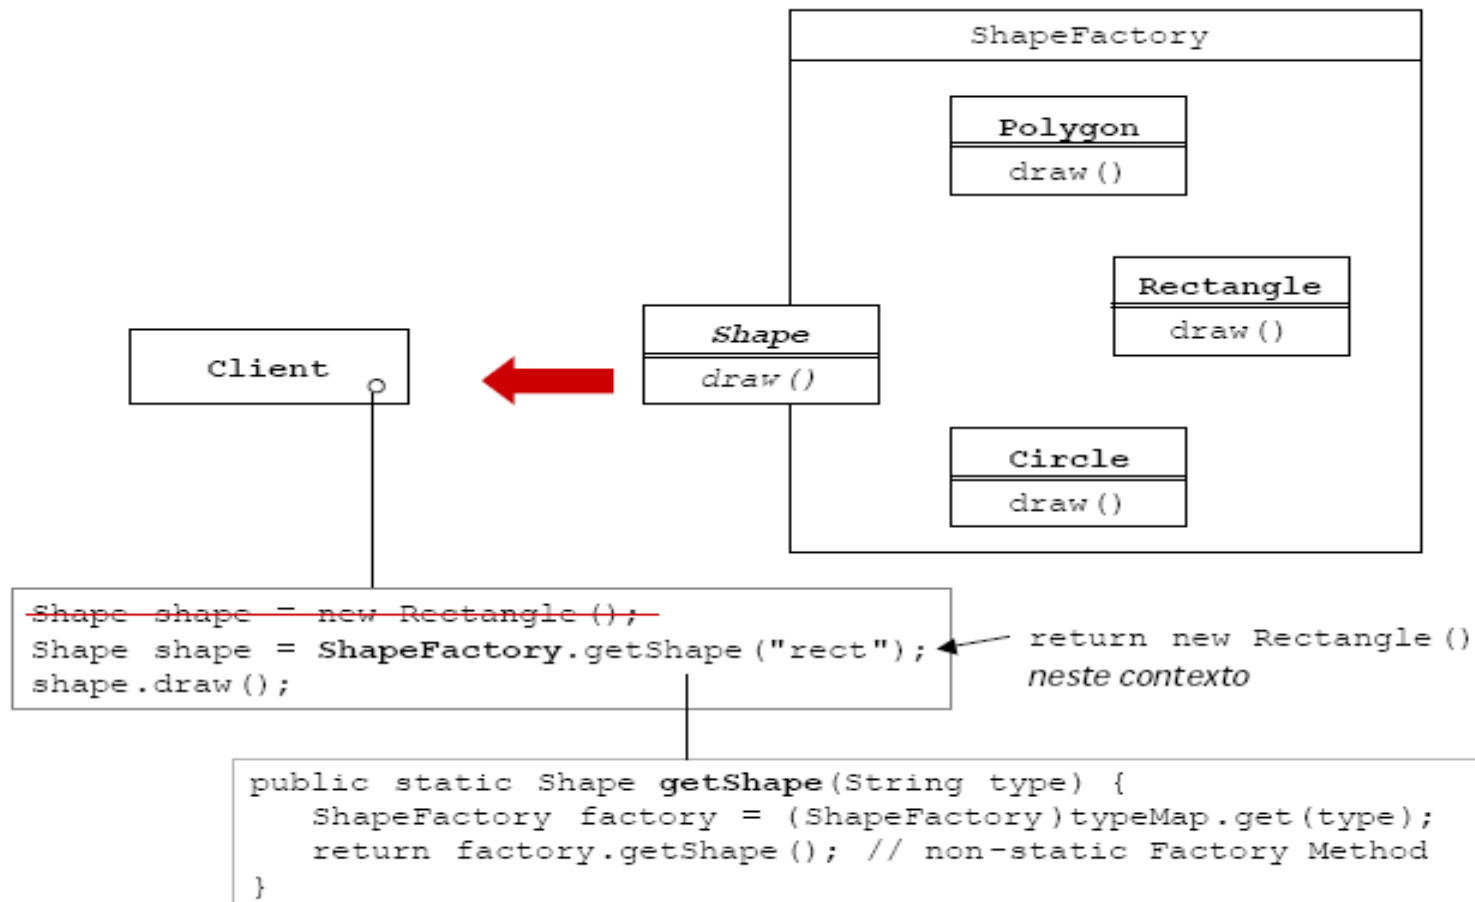 ShapeFactory
Polygon
draw()
Rectangle
draw()
Shape
draw()
Client
Circle
draw()
Shape shape = new Rectangle();
Shape shape = ShapeFactory.getShape("rect");
shape.draw();
return new Rectangle()
neste contexto
public static Shape getShape(String type) {
ShapeFactory factory = (ShapeFactory)typeMap.get(type);
return factory.getShape(); // non-static Factory Method
}